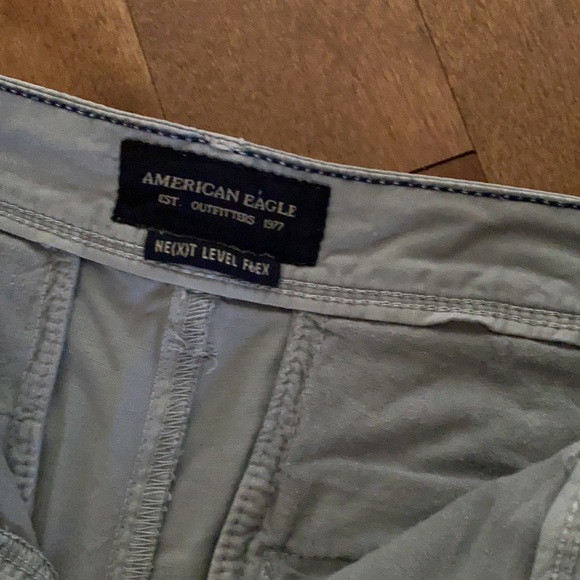 AMERICAN EAGLE
EST. OUTFITTERS 1977
NE(X)T LEVEL FLEX